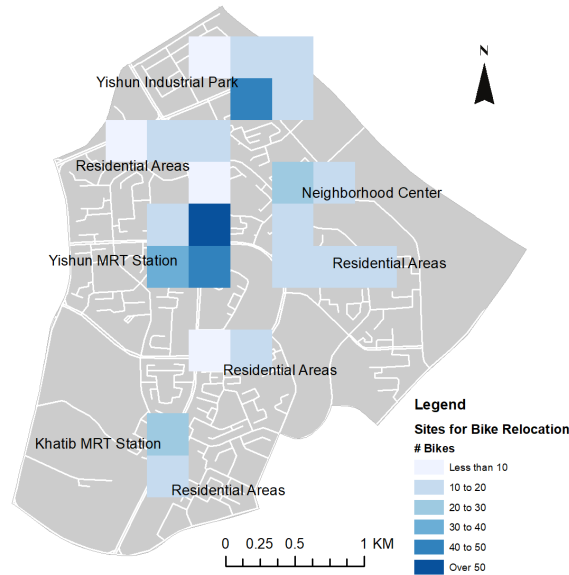 N
Yishun Industrial Park
Residential Areas
Neighborhood Center
Yishun MRT Station
Residential Areas
Residential Areas
Khatib MRT Station
Residential Areas
Legend
Sites for Bike Relocation
# Bikes
Less than 10
10 to 20
20 to 30
30 to 40
40 to 50
Over 50
0 0.25 0.5 1 KM